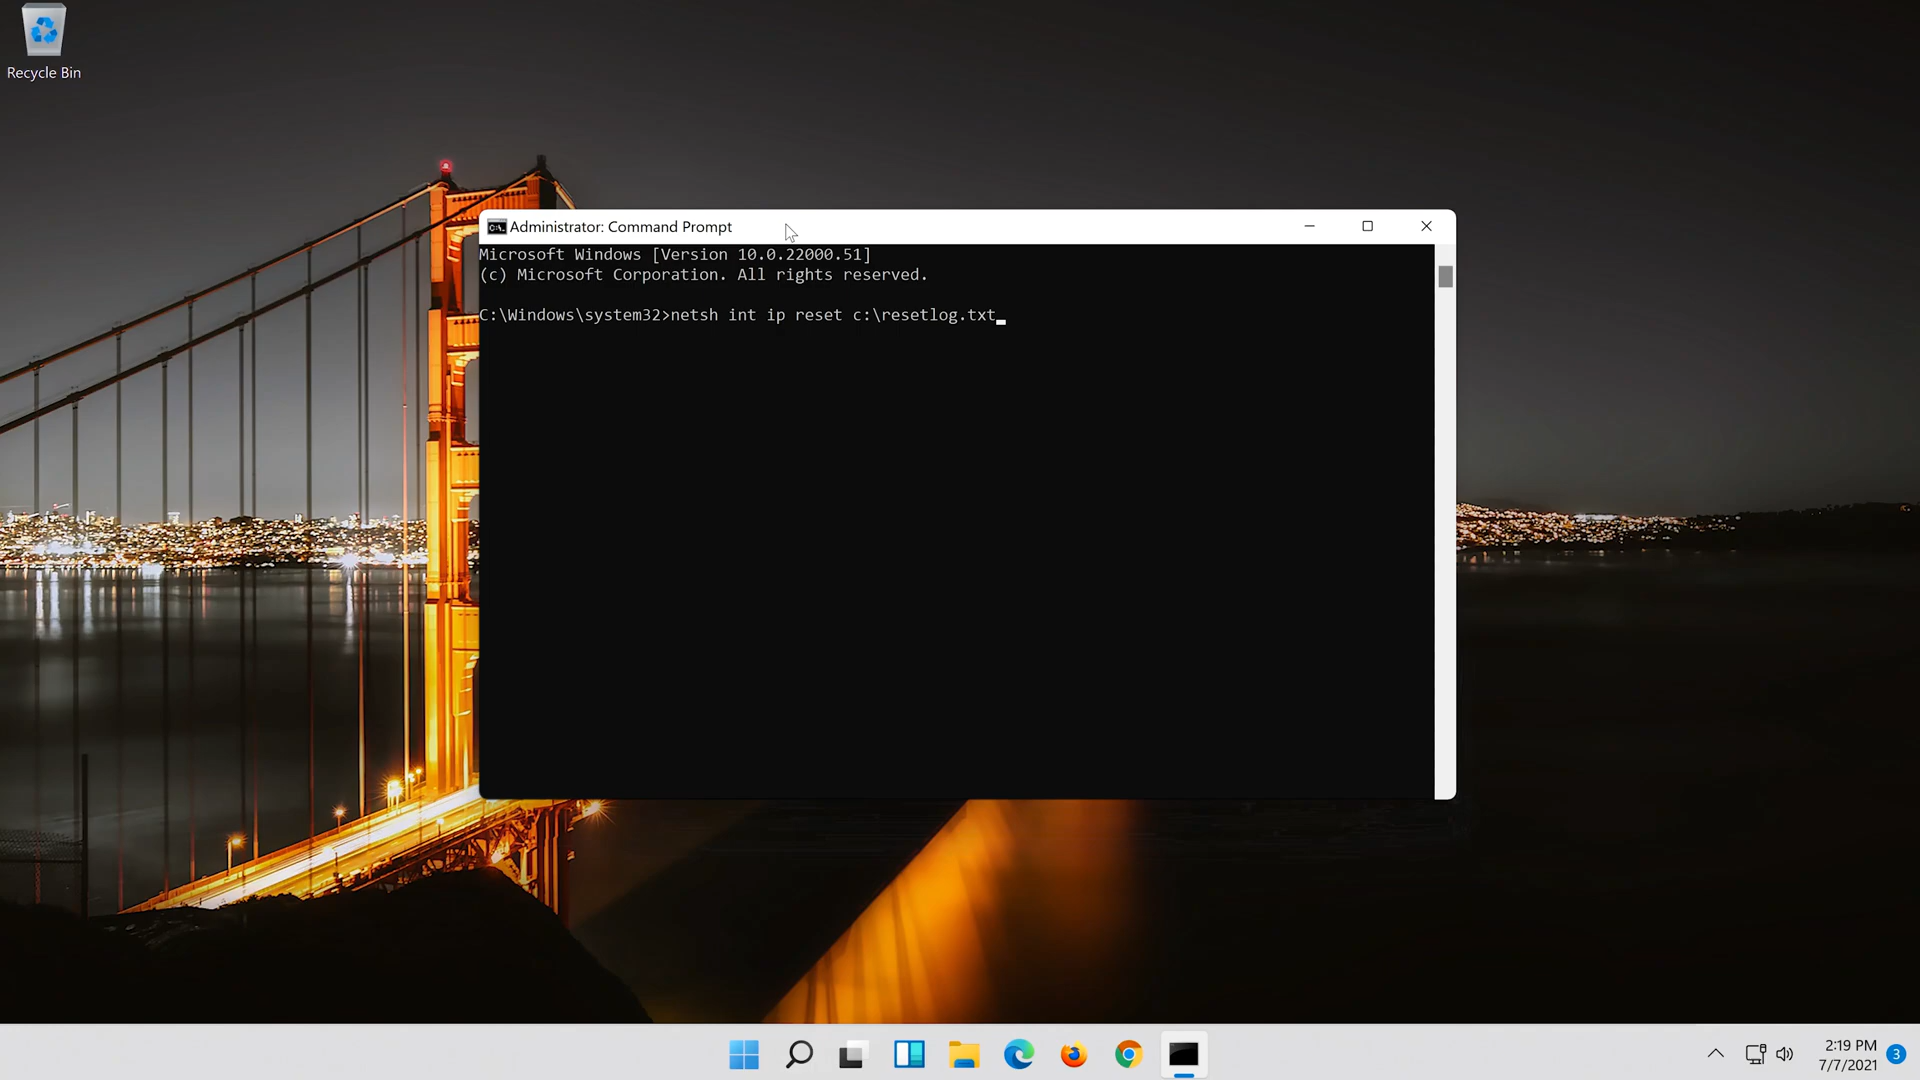 Recycle Bin
Administrator: Command Prompt
Microsoft Windows [Version 10.0.22000.51]
(c) Microsoft Corporation. All rights reserved.
C:\Windows\system32>netsh int ip reset c:\resetlog.txt
2:19 PM
7/7/2021
3